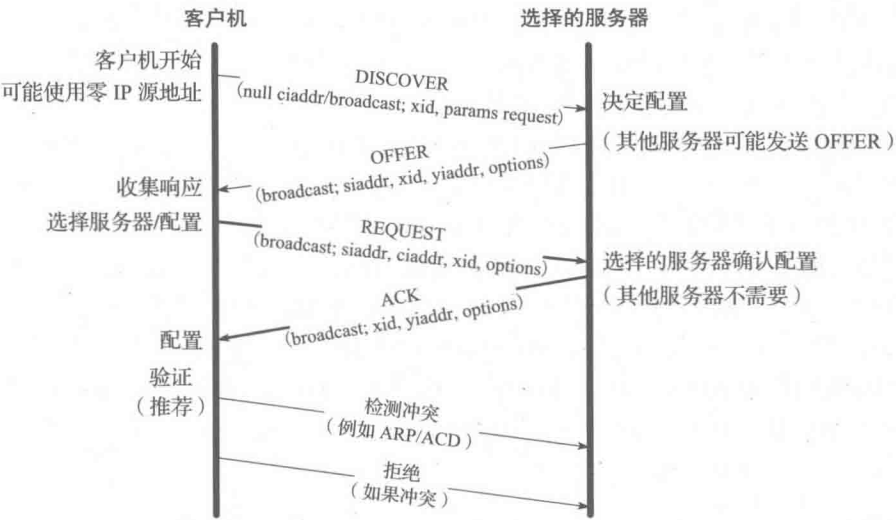 客户机
选择的服务器
客户机开始
可能使用零 IP 源地址
DISCOVER
(null ciaddr/broadcast; xid, params request)
决定配置
（其他服务器可能发送 OFFER）
OFFER
(broadcast; siaddr, xid, yiaddr, options)
收集响应
选择服务器/配置
REQUEST
(broadcast; siaddr, ciaddr, xid, options)
选择的服务器确认配置
（其他服务器不需要）
ACK
(broadcast; xid, yiaddr, options)
配置
验证
（推荐）
检测冲突
（例如 ARP/ACD）
拒绝
（如果冲突）